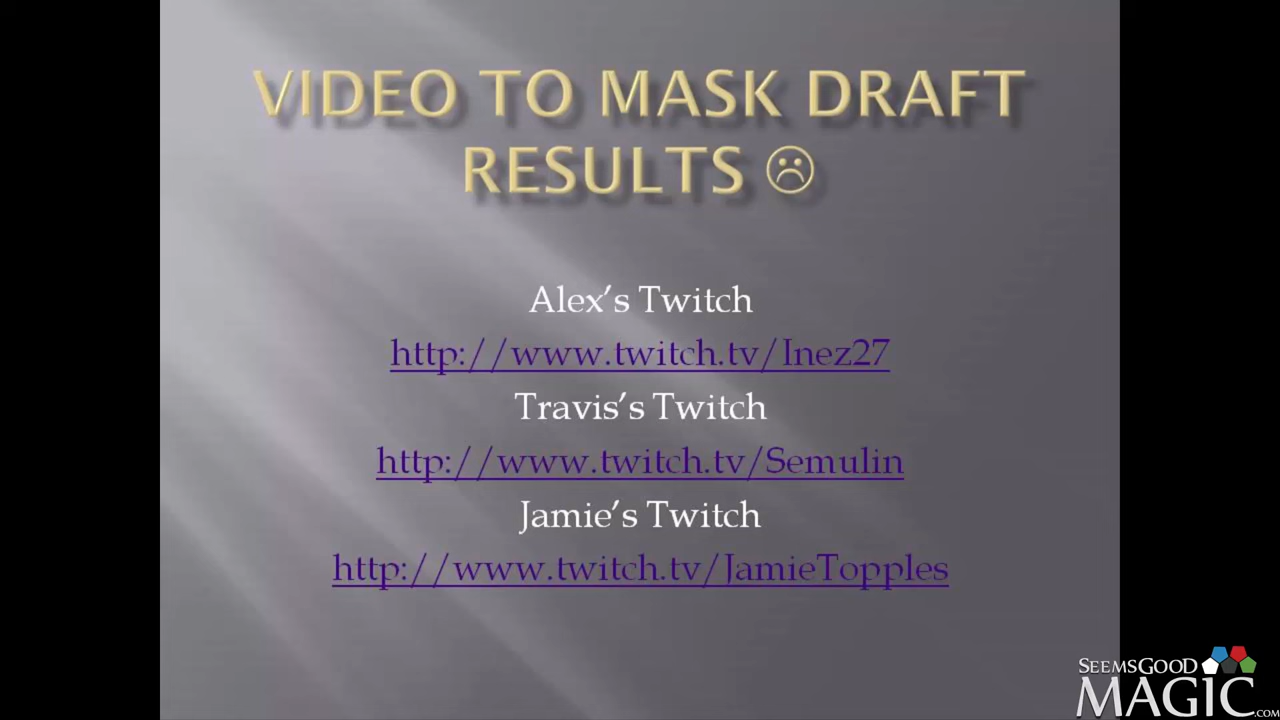 VIDEO TO MASK DRAFT
RESULTS ☹
Alex’s Twitch
http://www.twitch.tv/Inez27
Travis’s Twitch
http://www.twitch.tv/Semulin
Jamie’s Twitch
http://www.twitch.tv/JamieTopples
SEEMSGOOD
MAGIC.COM